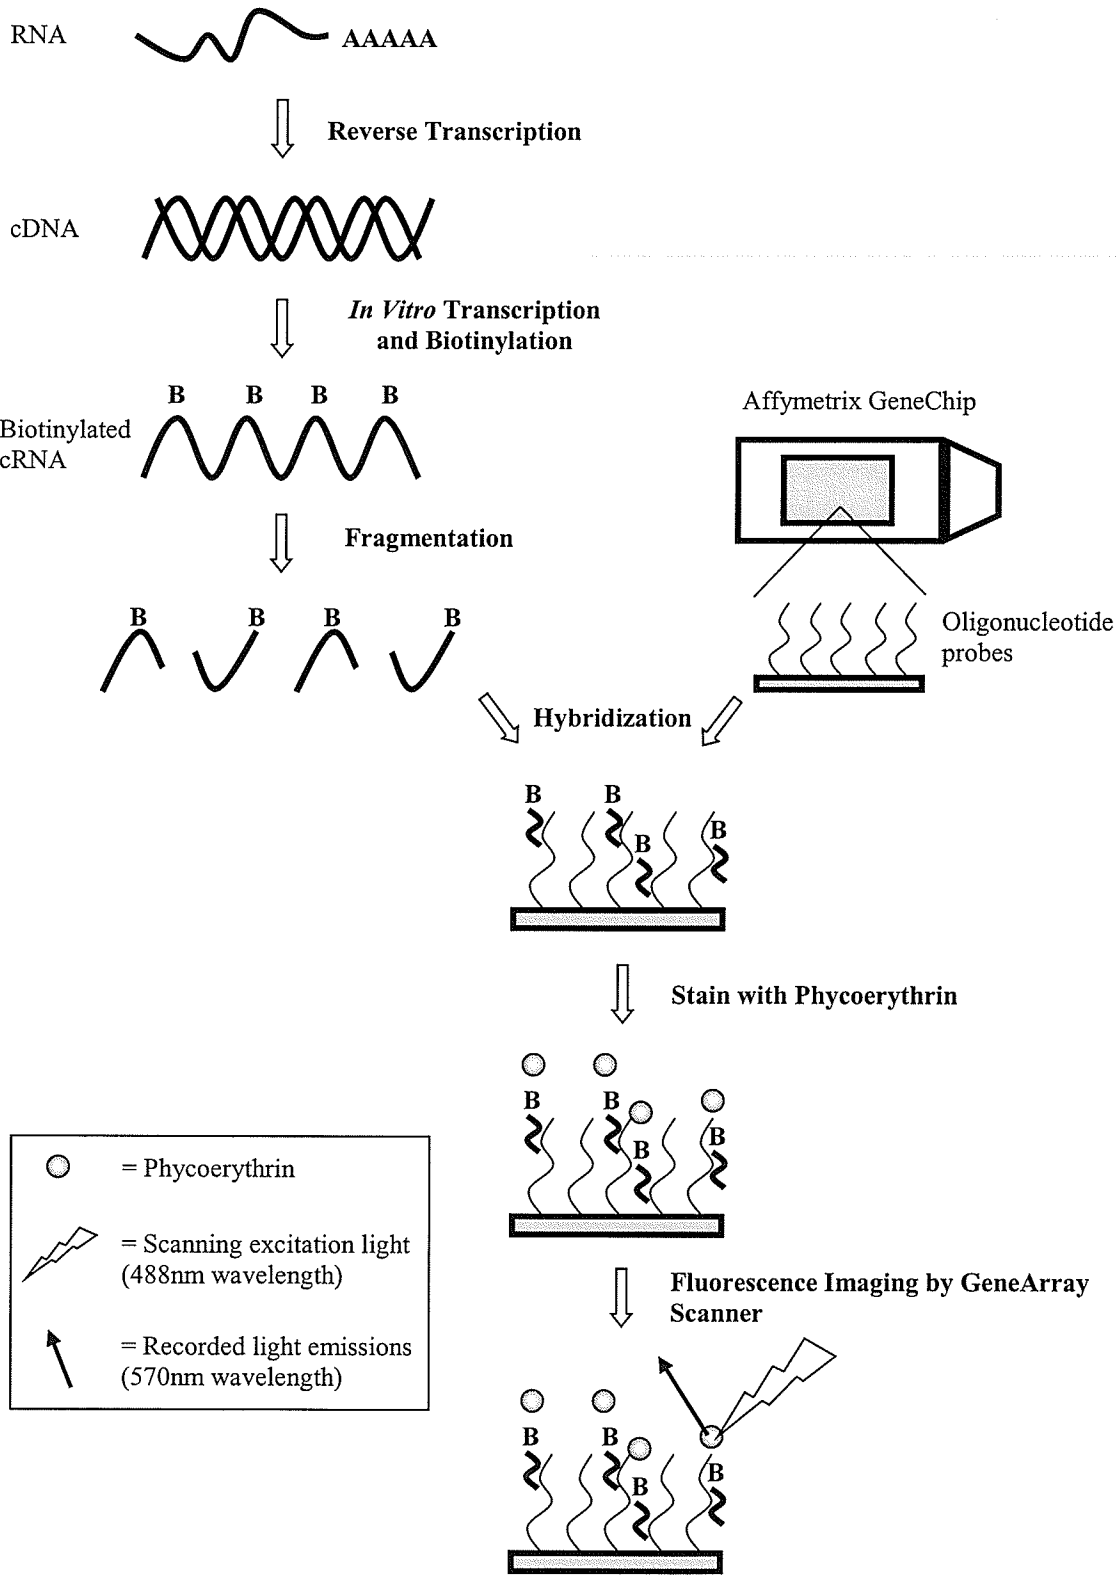 RNA
AAAAA
Reverse Transcription
cDNA
In Vitro Transcription
and Biotinylation
B B B B
Biotinylated
cRNA
Affymetrix GeneChip
Fragmentation
B B B B
Oligonucleotide
probes
Hybridization
B B B B
Stain with Phycoerythrin
B B B B
= Phycoerythrin
= Scanning excitation light
(488nm wavelength)
= Recorded light emissions
(570nm wavelength)
Fluorescence Imaging by GeneArray
Scanner
B B B B